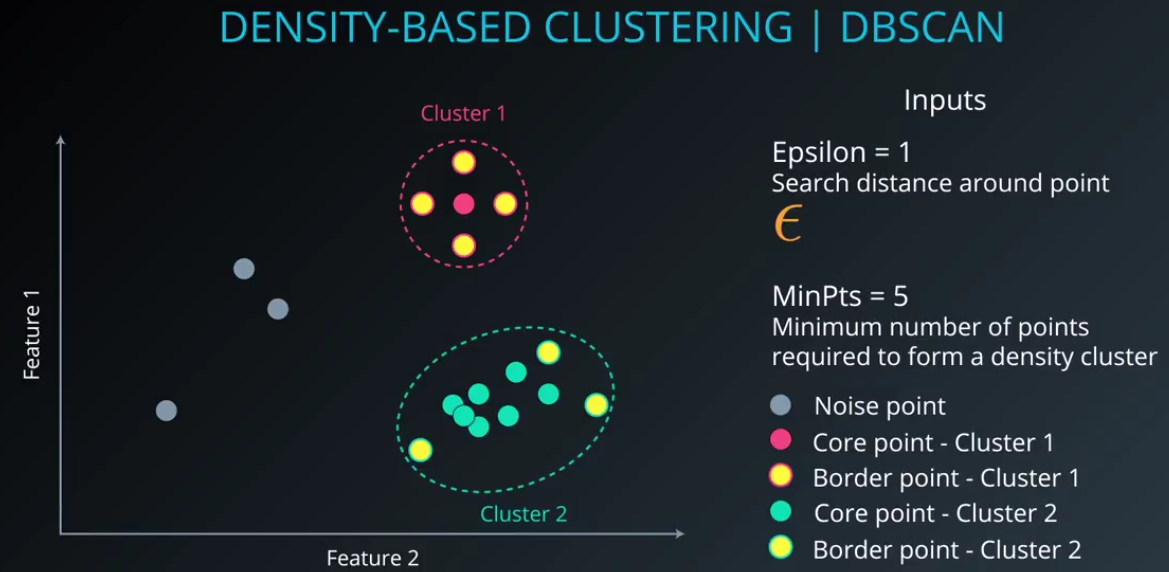 DENSITY-BASED CLUSTERING | DBSCAN
Cluster 1
Cluster 2
Feature 1
Feature 2
Inputs
Epsilon = 1
Search distance around point
ϵ
MinPts = 5
Minimum number of points
required to form a density cluster
Noise point
Core point - Cluster 1
Border point - Cluster 1
Core point - Cluster 2
Border point - Cluster 2